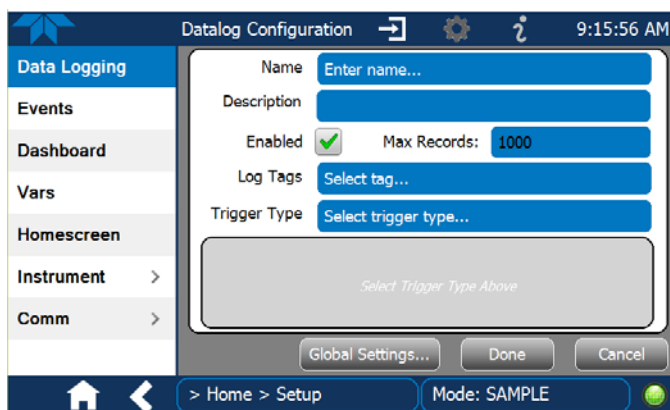 Datalog Configuration
9:15:56 AM
Data Logging
Events
Dashboard
Vars
Homescreen
Instrument >
Comm >
Name Enter name...
Description
Enabled Max Records: 1000
Log Tags Select tag...
Trigger Type Select trigger type...
Select Trigger Type Above
Global Settings... Done Cancel
> Home > Setup Mode: SAMPLE